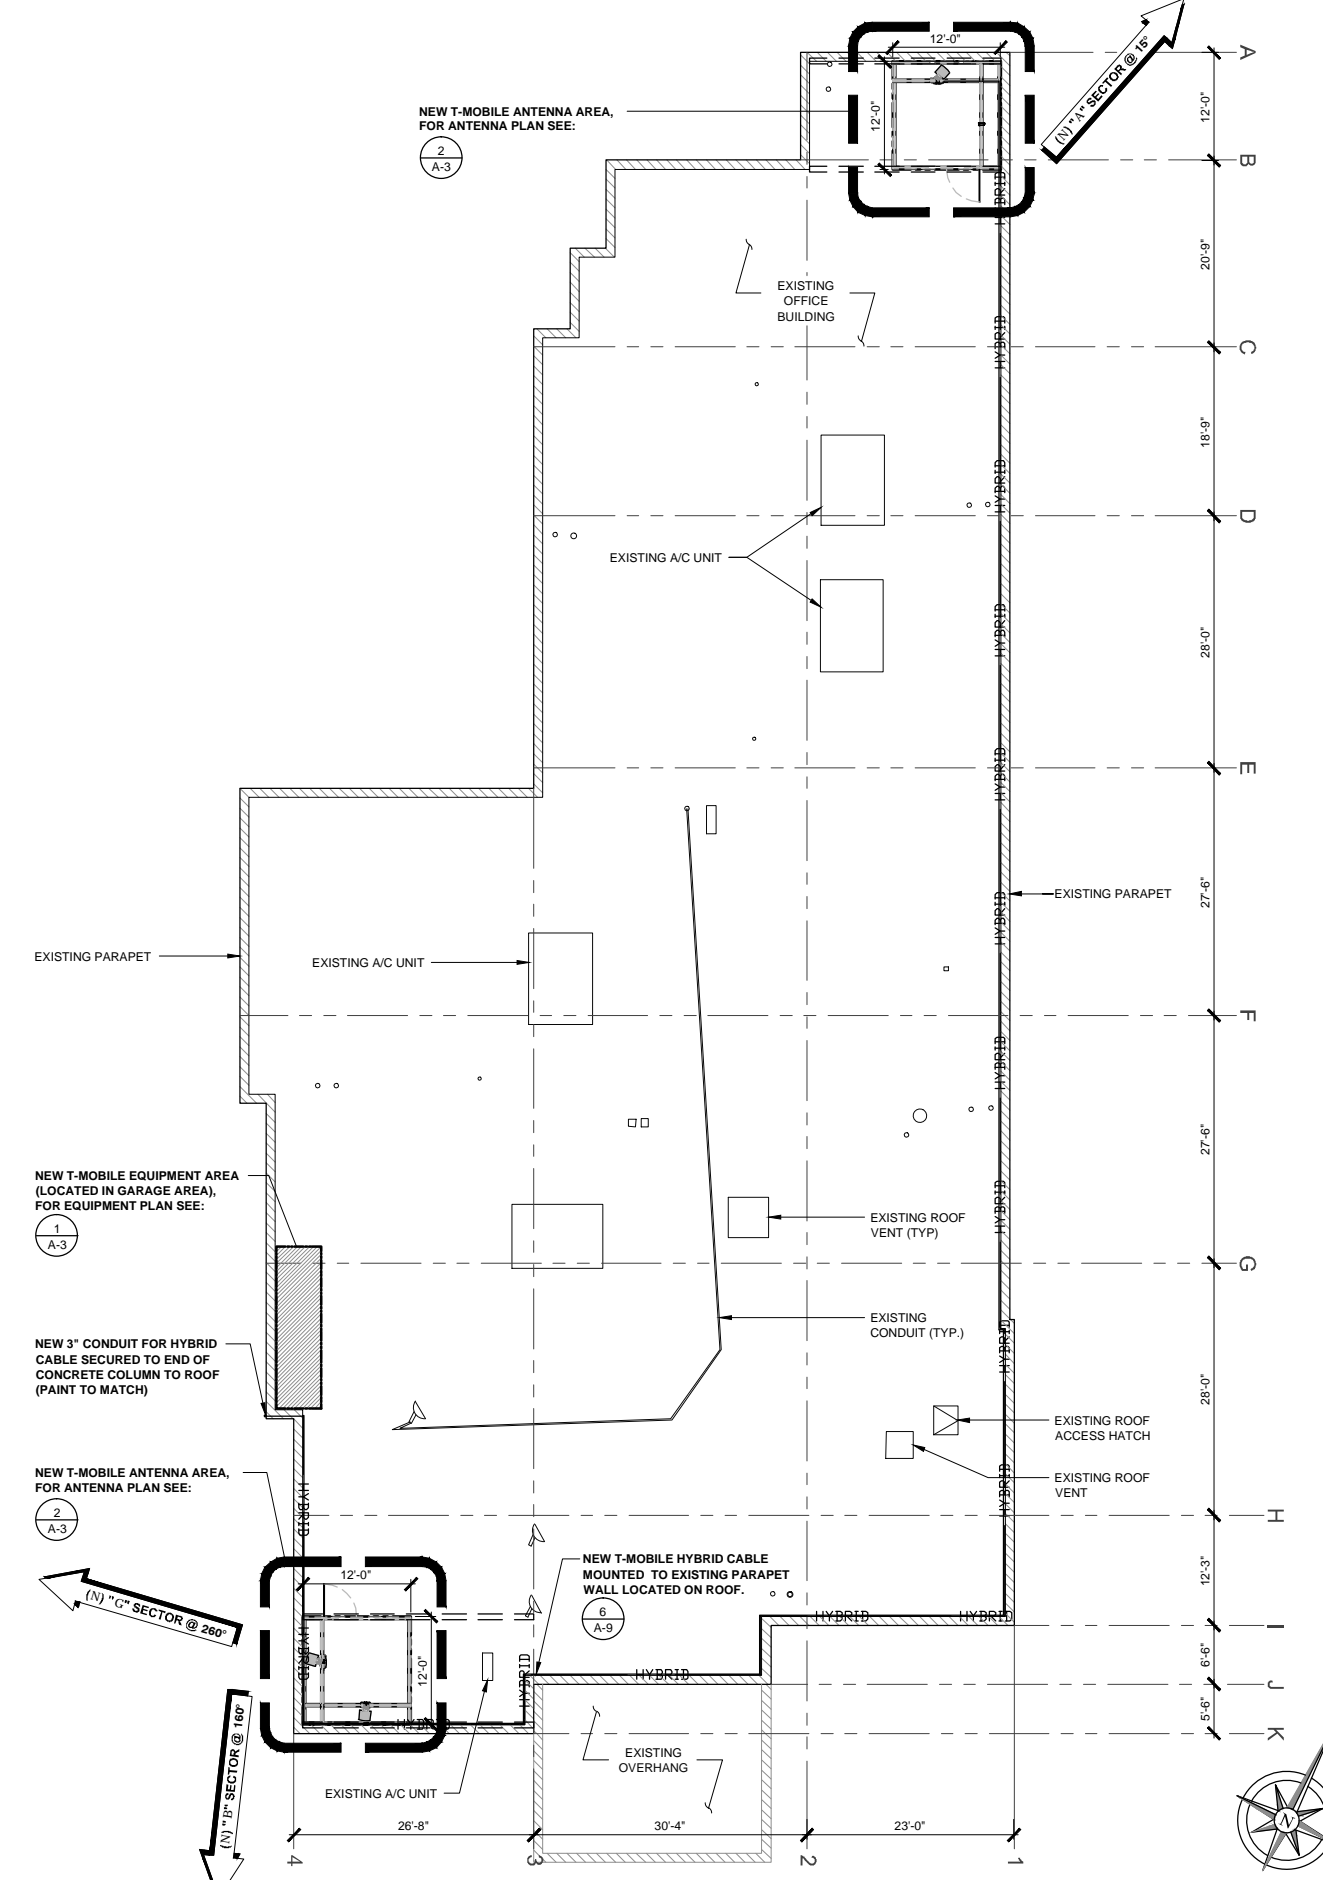 12'-0"
A
(N) "A" SECTOR @ 15°
NEW T-MOBILE ANTENNA AREA,
FOR ANTENNA PLAN SEE:
2
A-3
12'-0"
12'-0"
B
HYBRID
20'-9"
EXISTING
OFFICE
BUILDING
HYBRID
C
18'-9"
HYBRID
D
EXISTING A/C UNIT
HYBRID
28'-0"
HYBRID
E
EXISTING PARAPET
27'-6"
HYBRID
EXISTING PARAPET
EXISTING A/C UNIT
F
HYBRID
27'-6"
NEW T-MOBILE EQUIPMENT AREA
(LOCATED IN GARAGE AREA),
FOR EQUIPMENT PLAN SEE:
1
A-3
HYBRID
EXISTING ROOF
VENT (TYP)
G
EXISTING
CONDUIT (TYP.)
HYBRID
NEW 3" CONDUIT FOR HYBRID
CABLE SECURED TO END OF
CONCRETE COLUMN TO ROOF
(PAINT TO MATCH)
28'-0"
EXISTING ROOF
ACCESS HATCH
EXISTING ROOF
VENT
HYBRID
NEW T-MOBILE ANTENNA AREA,
FOR ANTENNA PLAN SEE:
2
A-3
HYBRID
H
12'-3"
NEW T-MOBILE HYBRID CABLE
MOUNTED TO EXISTING PARAPET
WALL LOCATED ON ROOF.
6
A-9
12'-0"
(N) "G" SECTOR @ 260°
HYBRID
HYBRID
I
HYBRID
12'-0"
HYBRID
HYBRID
6'-6"
J
HYBRID
5'-6"
K
(N) "B" SECTOR @ 160°
EXISTING
OVERHANG
EXISTING A/C UNIT
26'-8"
30'-4"
23'-0"
N
4
3
2
1